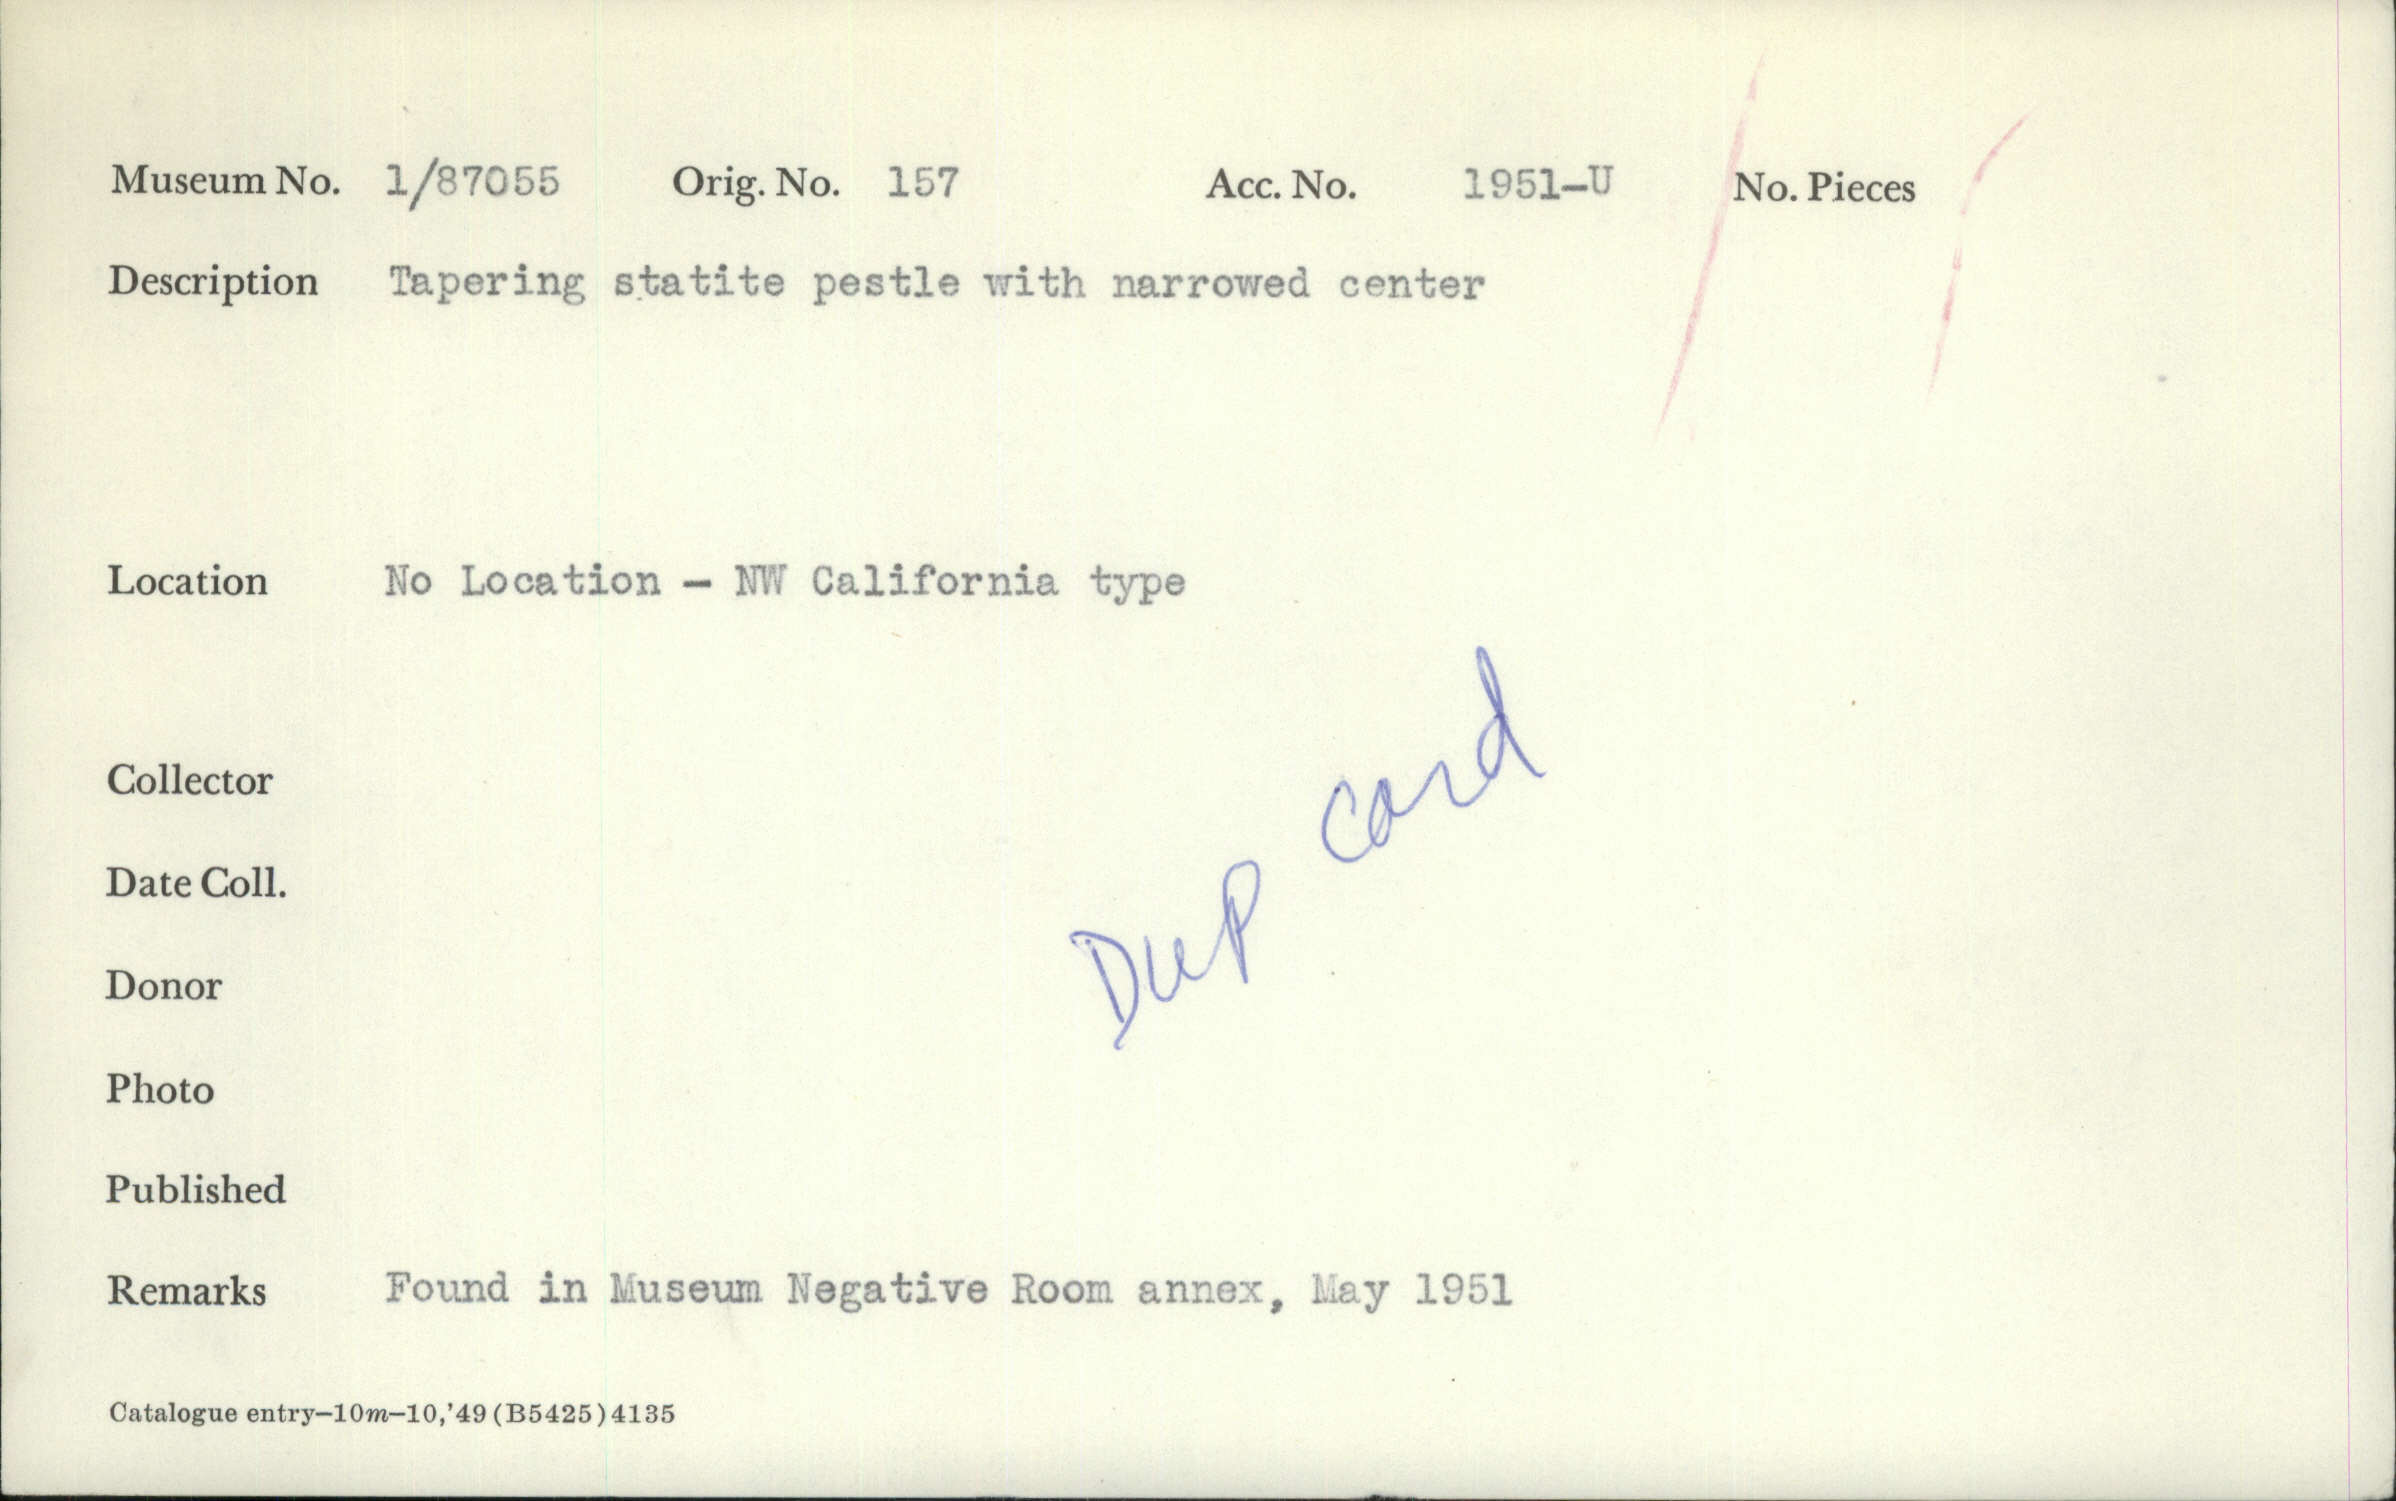 Museum No. 1/87055 Orig. No. 157 Acc. No. 1951-U No. Pieces
Description Tapering statite pestle with narrowed center
Location No Location - NW California type
Collector
Date Coll.
Donor
Photo
Published
Dup card
Remarks Found in Museum Negative Room annex, May 1951
Catalogue entry—10m—10,'49 (B5425) 4135